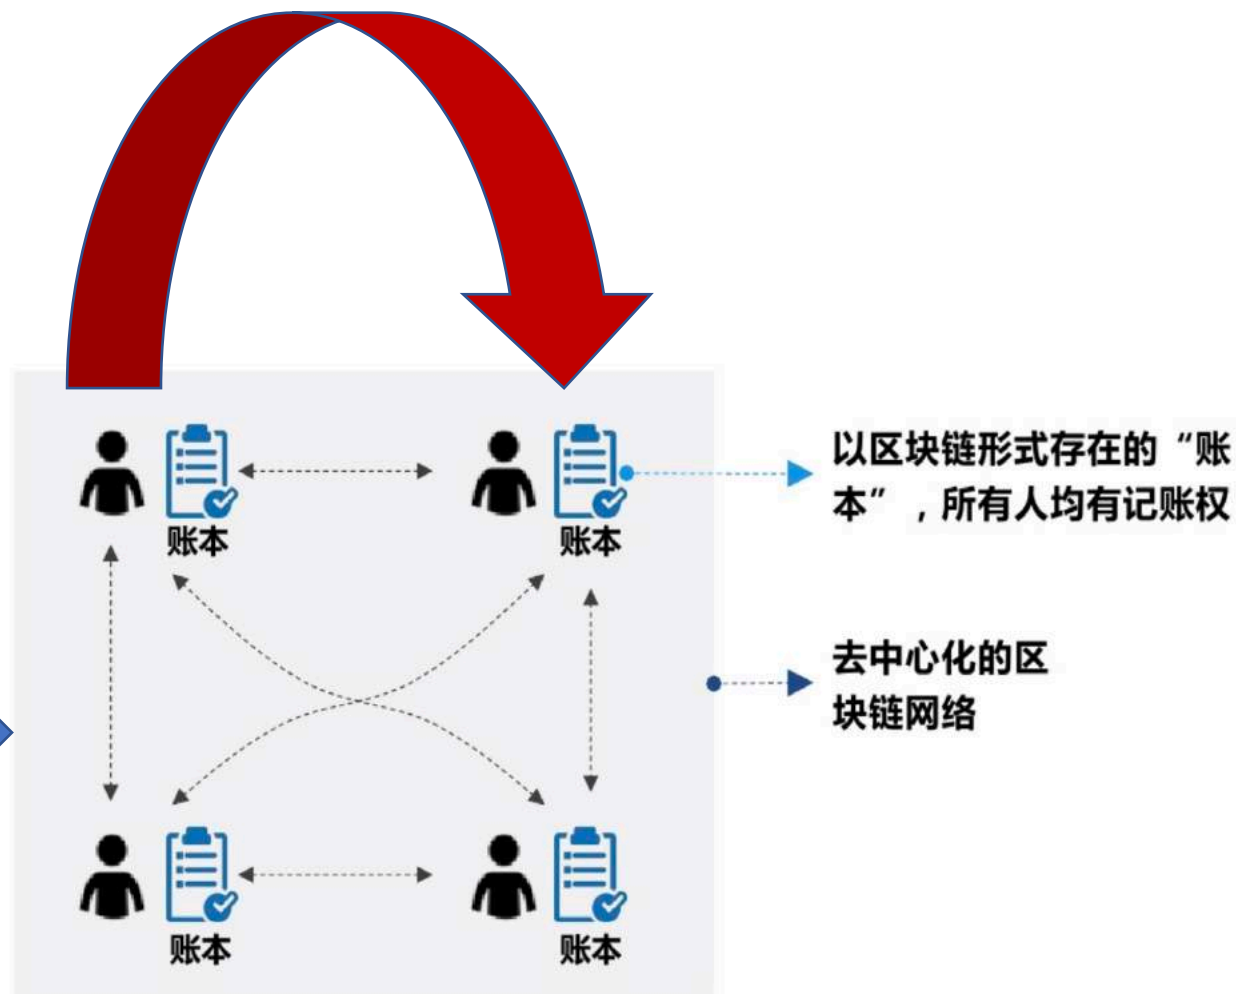 账本
账本
以区块链形式存在的“账
本”,所有人均有记账权
去中心化的区
块链网络
账本
账本